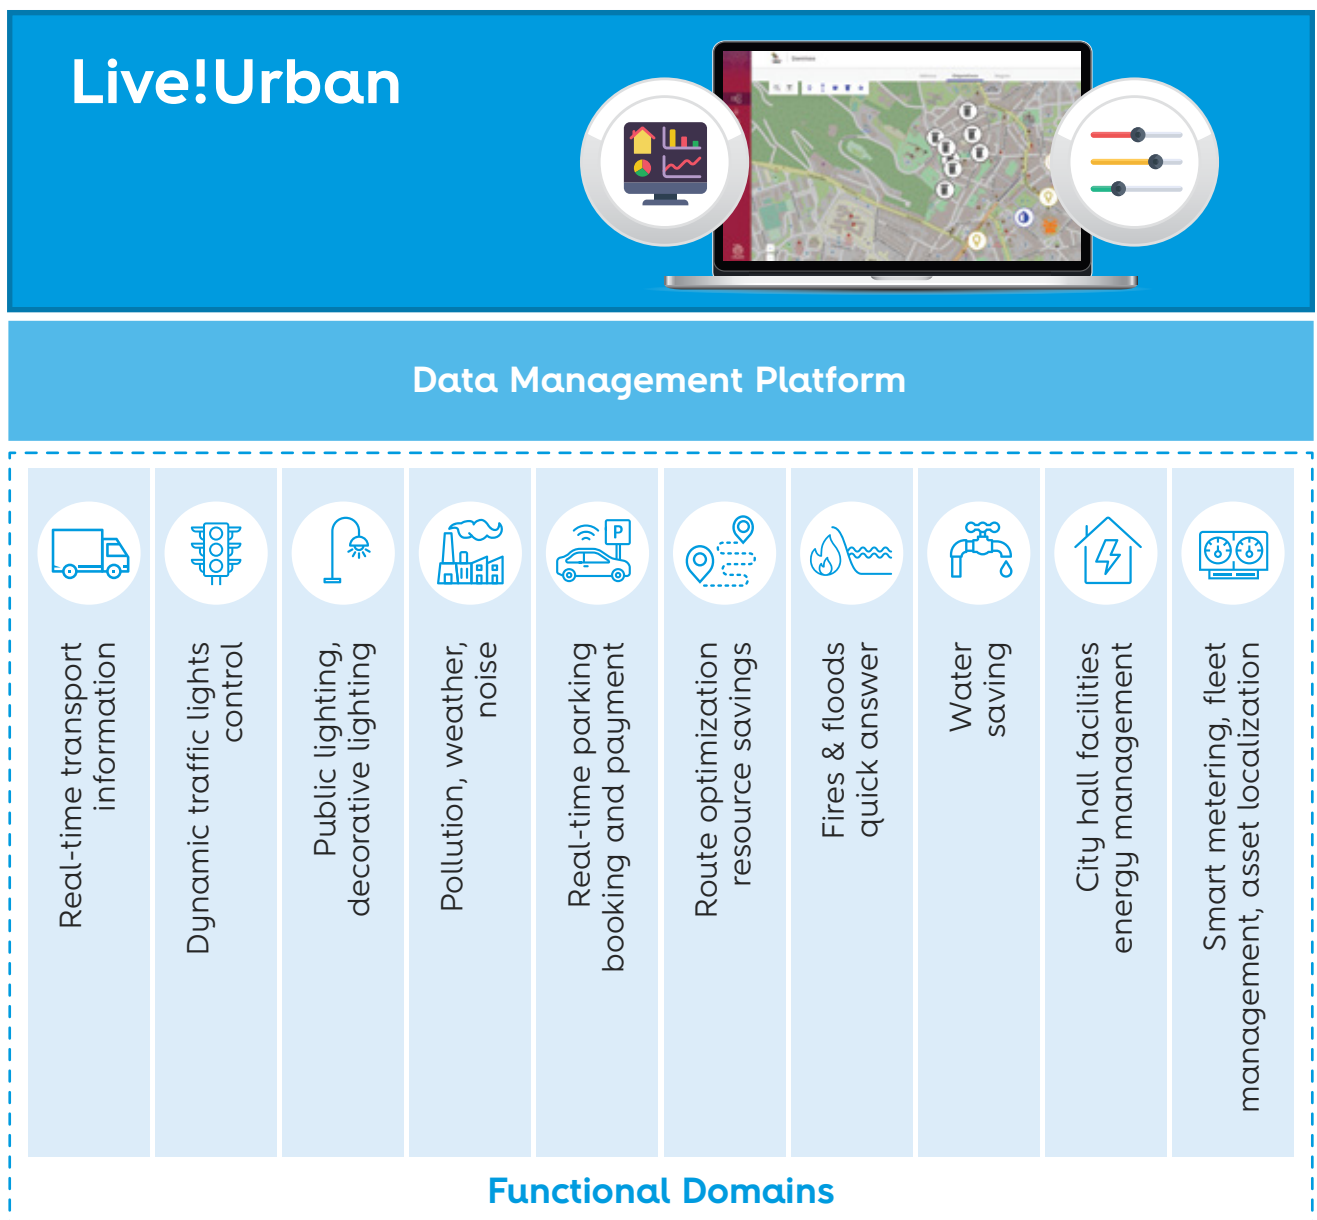 Live!Urban
Data Management Platform
P
Real-time transport
information
Dynamic traffic lights
control
Public lighting,
decorative lighting
Pollution, weather,
noise
Real-time parking
booking and payment
Route optimization
resource savings
Fires & floods
quick answer
Water
saving
City hall facilities
energy management
Smart metering, fleet
management, asset localization
Functional Domains